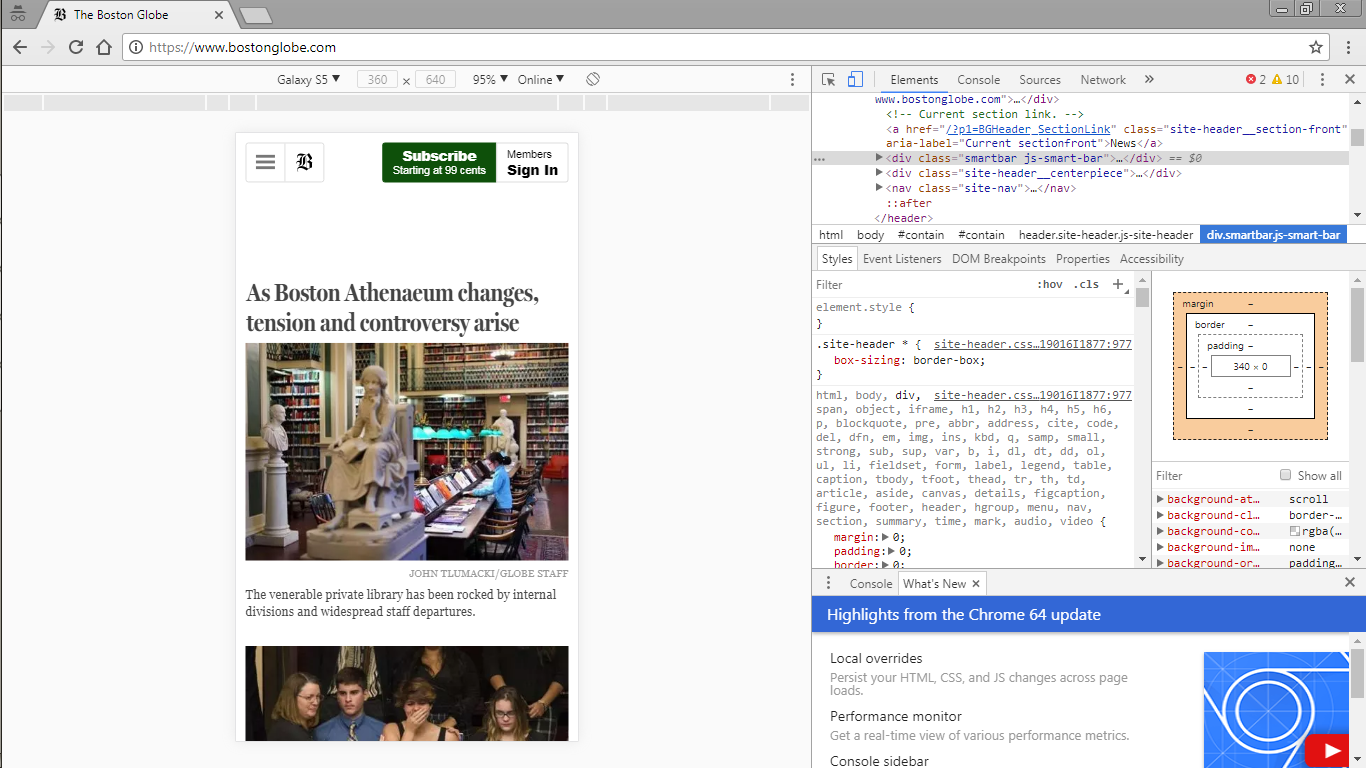 The Boston Globe
https://www.bostonglobe.com
Galaxy S5 360 × 640 95% Online
Elements Console Sources Network » 2 10
www.bostonglobe.com">…</div>
<!-- Current section link. -->
<a href="/?p1=BGHeader_SectionLink" class="site-header__section-front"
aria-label="Current sectionfront">News</a>
… <div class="smartbar js-smart-bar">…</div> == $0
<div class="site-header__centerpiece">…</div>
<nav class="site-nav">…</nav>
::after
</header>
html body #contain #contain header.site-header.js-site-header div.smartbar.js-smart-bar
Styles Event Listeners DOM Breakpoints Properties Accessibility
Filter :hov .cls +
element.style {
}
.site-header * { site-header.css…19016I1877:977
box-sizing: border-box;
}
html, body, div, site-header.css…19016I1877:977
span, object, iframe, h1, h2, h3, h4, h5, h6,
p, blockquote, pre, abbr, address, cite, code,
del, dfn, em, img, ins, kbd, q, samp, small,
strong, sub, sup, var, b, i, dl, dt, dd, ol,
ul, li, fieldset, form, label, legend, table,
caption, tbody, tfoot, thead, tr, th, td,
article, aside, canvas, details, figcaption,
figure, footer, header, hgroup, menu, nav,
section, summary, time, mark, audio, video {
margin: 0;
padding: 0;
border: 0;
margin –
border –
padding –
– – – 340 × 0 – – –
–
–
–
Filter Show all
background-at… scroll
background-cl… border-…
background-co… rgba(…
background-im… none
background-or… padding…
B
Subscribe
Starting at 99 cents
Members
Sign In
As Boston Athenaeum changes,
tension and controversy arise
JOHN TLUMACKI/GLOBE STAFF
The venerable private library has been rocked by internal
divisions and widespread staff departures.
Console What's New ×
Highlights from the Chrome 64 update
Local overrides
Persist your HTML, CSS, and JS changes across page
loads.
Performance monitor
Get a real-time view of various performance metrics.
Console sidebar